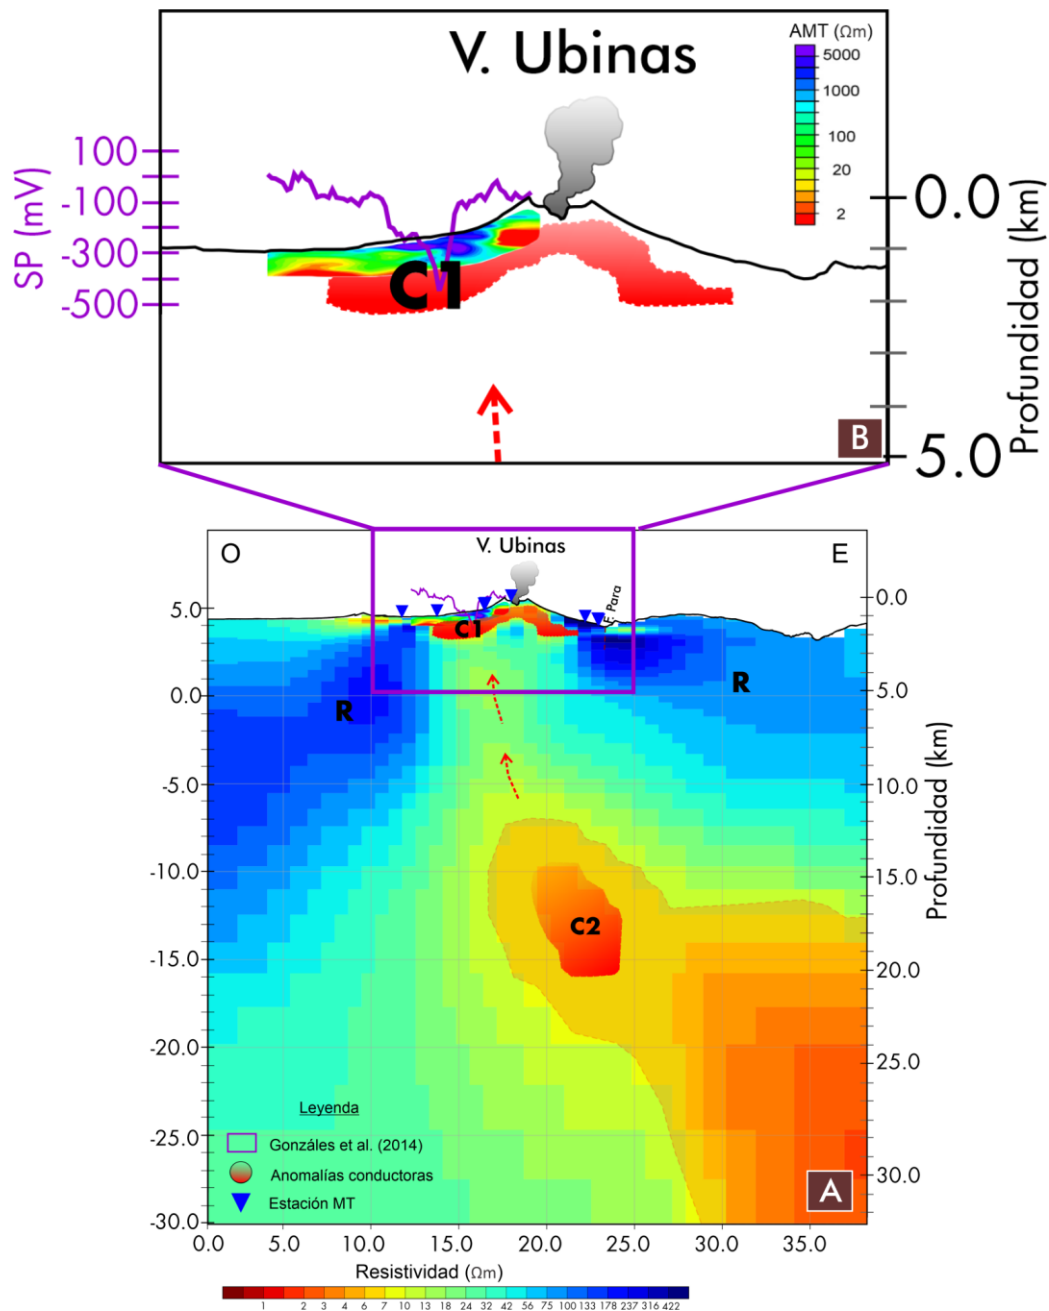 V. Ubinas
AMT (Ωm)
5000
1000
100
20
2
SP (mV)
100
-100
-300
-500
C1
0.0
5.0
Profundidad (km)
B
O
V. Ubinas
E
F. Para
C1
R
R
C2
5.0
0.0
-5.0
-10.0
-15.0
-20.0
-25.0
-30.0
0.0
5.0
10.0
15.0
20.0
25.0
30.0
Profundidad (km)
Leyenda
Gonzáles et al. (2014)
Anomalías conductoras
Estación MT
A
0.0 5.0 10.0 15.0 20.0 25.0 30.0 35.0
Resistividad (Ωm)
1 2 3 4 6 7 10 13 18 24 32 42 56 75 100 133 178 237 316 422